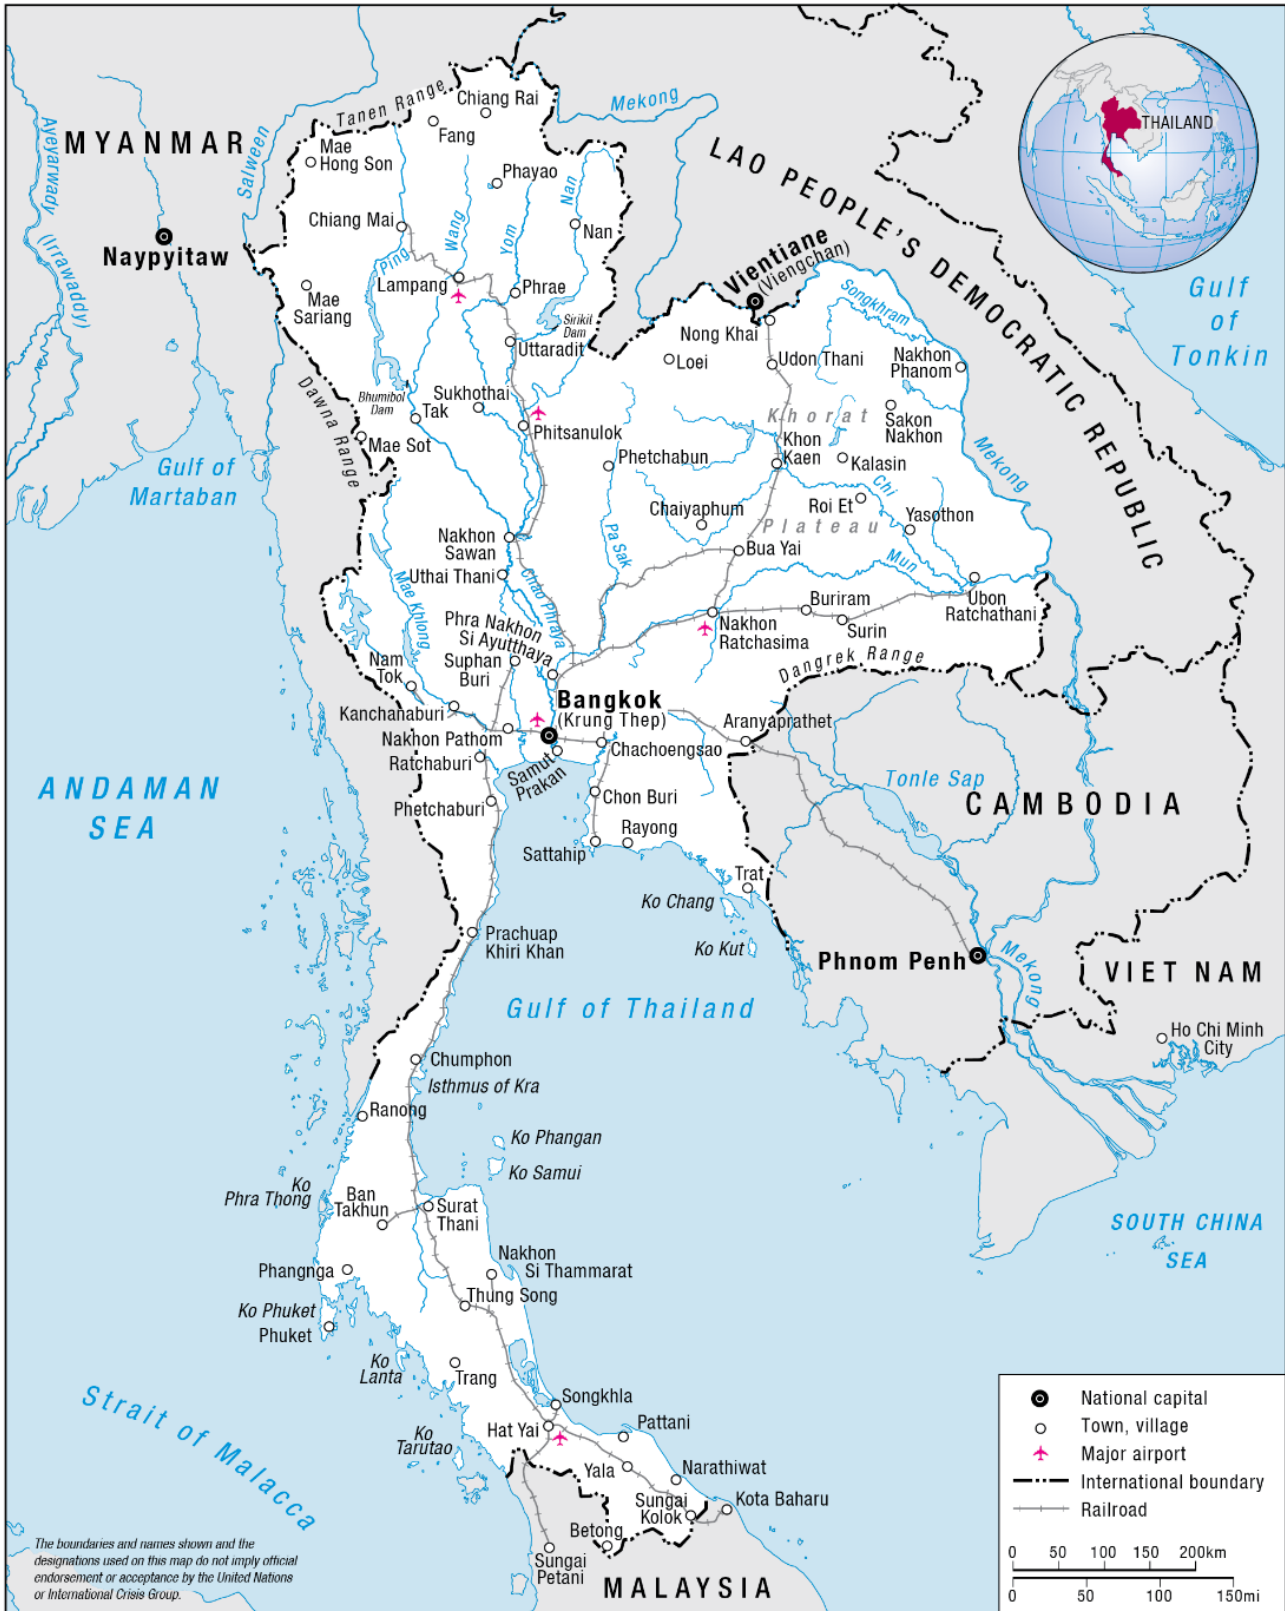 Tanen Range
Chiang Rai
Fang
Mekong
THAILAND
MYANMAR
Ayeyarwady
(Irrawaddy)
Salween
Mae
Hong Son
Phayao
Nan
LAO PEOPLE'S DEMOCRATIC REPUBLIC
Chiang Mai
Wang
Yom
Nan
Naypyitaw
Ping
Lampang
Phrae
Mae
Sariang
Sirikit
Dam
Vientiane
(Viengchan)
Songkhram
Gulf
of
Tonkin
Nong Khai
Uttaradit
Loei
Udon Thani
Nakhon
Phanom
Dawna Range
Bhumibol
Dam
Sukhothai
Tak
Phitsanulok
Mae Sot
Khorat
Plateau
Sakon
Nakhon
Khon
Kaen
Kalasin
Mekong
Gulf of
Martaban
Phetchabun
Chi
Chaiyaphum
Roi Et
Yasothon
Nakhon
Sawan
Pa Sak
Bua Yai
Mun
Uthai Thani
Mae Khlong
Chao Phraya
Phra Nakhon
Si Ayutthaya
Buriram
Ubon
Ratchathani
Surin
Nakhon
Ratchasima
Nam
Tok
Suphan
Buri
Dangrek Range
Kanchanaburi
Bangkok
(Krung Thep)
Aranyaprathet
Nakhon Pathom
Chachoengsao
Ratchaburi
Samut
Prakan
Tonle Sap
ANDAMAN
SEA
Phetchaburi
Chon Buri
CAMBODIA
Rayong
Sattahip
Trat
Ko Chang
Prachuap
Khiri Khan
Ko Kut
Phnom Penh
Mekong
VIET NAM
Gulf of Thailand
Ho Chi Minh
City
Chumphon
Isthmus of Kra
Ranong
Ko Phangan
Ko Samui
Ko
Phra Thong
Ban
Takhun
Surat
Thani
SOUTH CHINA
SEA
Nakhon
Si Thammarat
Phangnga
Thung Song
Ko Phuket
Phuket
Ko
Lanta
Trang
Strait of Malacca
Songkhla
Hat Yai
Pattani
Ko
Tarutao
Yala
Narathiwat
Sungai
Kolok
Kota Baharu
Betong
Sungai
Petani
MALAYSIA
National capital
Town, village
Major airport
International boundary
Railroad
0 50 100 150 200km
0 50 100 150mi
The boundaries and names shown and the
designations used on this map do not imply official
endorsement or acceptance by the United Nations
or International Crisis Group.